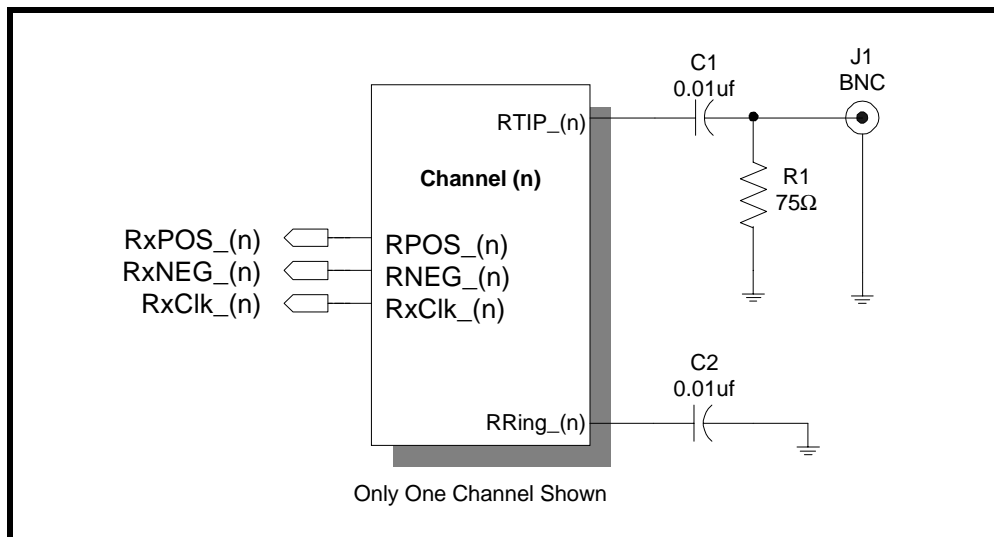 C1
0.01uf
J1
BNC
RTIP_(n)
Channel (n)
R1
75Ω
RxPOS_(n)
RPOS_(n)
RxNEG_(n)
RNEG_(n)
RxClk_(n)
RxClk_(n)
C2
0.01uf
RRing_(n)
Only One Channel Shown